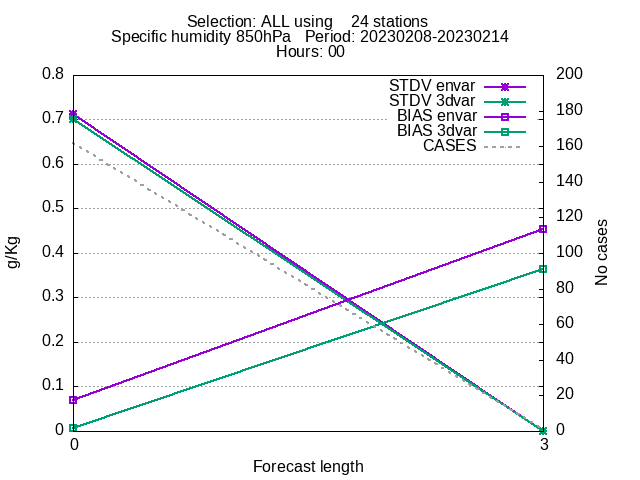 Selection: ALL using    24 stations
Specific humidity 850hPa   Period: 20230208-20230214
Hours: 00
STDV envar
STDV 3dvar
BIAS envar
BIAS 3dvar
CASES
0.8
0.7
0.6
0.5
0.4
0.3
0.2
0.1
0
g/Kg
200
180
160
140
120
100
80
60
40
20
0
No cases
0 3
Forecast length